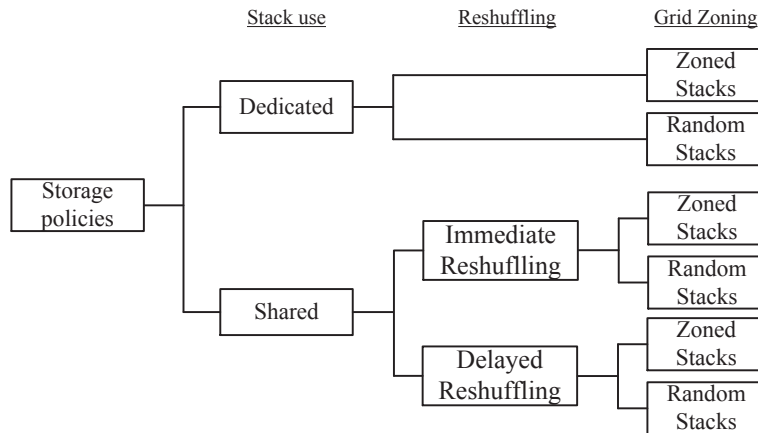 Stack use
Reshuffling
Grid Zoning
Zoned
Stacks
Dedicated
Random
Stacks
Storage
policies
Zoned
Stacks
Immediate
Reshuflling
Random
Stacks
Shared
Zoned
Stacks
Delayed
Reshuffling
Random
Stacks